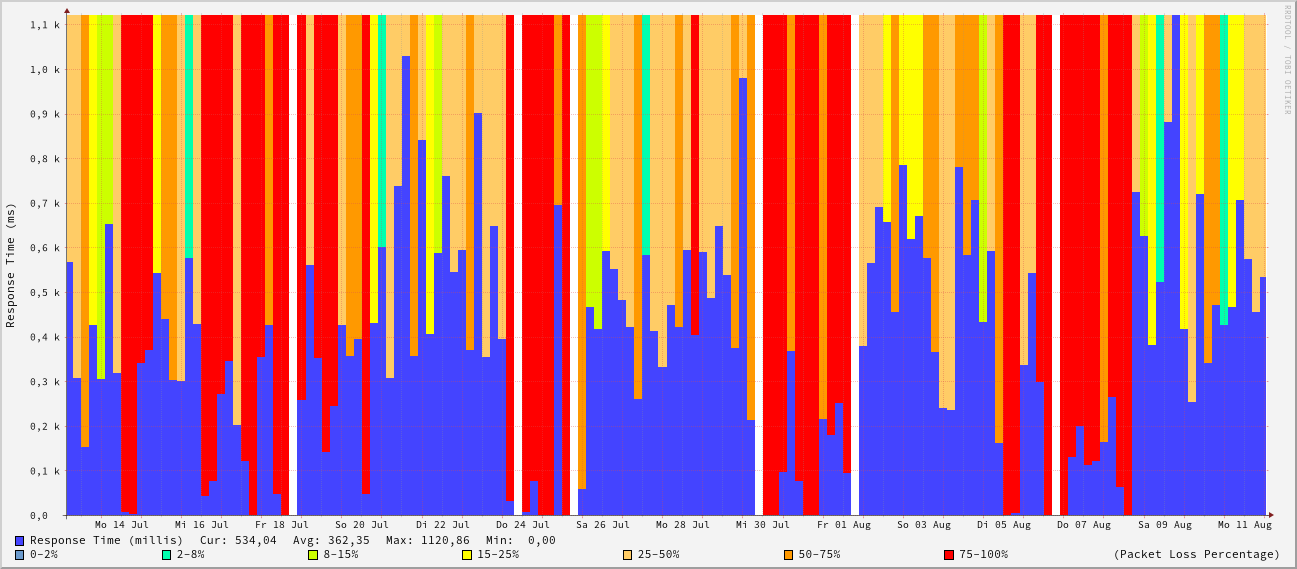 RRDTOOL / TOBI OETIKER
Response Time (ms)
1,1 k
1,0 k
0,9 k
0,8 k
0,7 k
0,6 k
0,5 k
0,4 k
0,3 k
0,2 k
0,1 k
0,0
Mo 14 Jul Mi 16 Jul Fr 18 Jul So 20 Jul Di 22 Jul Do 24 Jul Sa 26 Jul Mo 28 Jul Mi 30 Jul Fr 01 Aug So 03 Aug Di 05 Aug Do 07 Aug Sa 09 Aug Mo 11 Aug
Response Time (millis) Cur: 534,04 Avg: 362,35 Max: 1120,86 Min: 0,00
0-2% 2-8% 8-15% 15-25% 25-50% 50-75% 75-100% (Packet Loss Percentage)